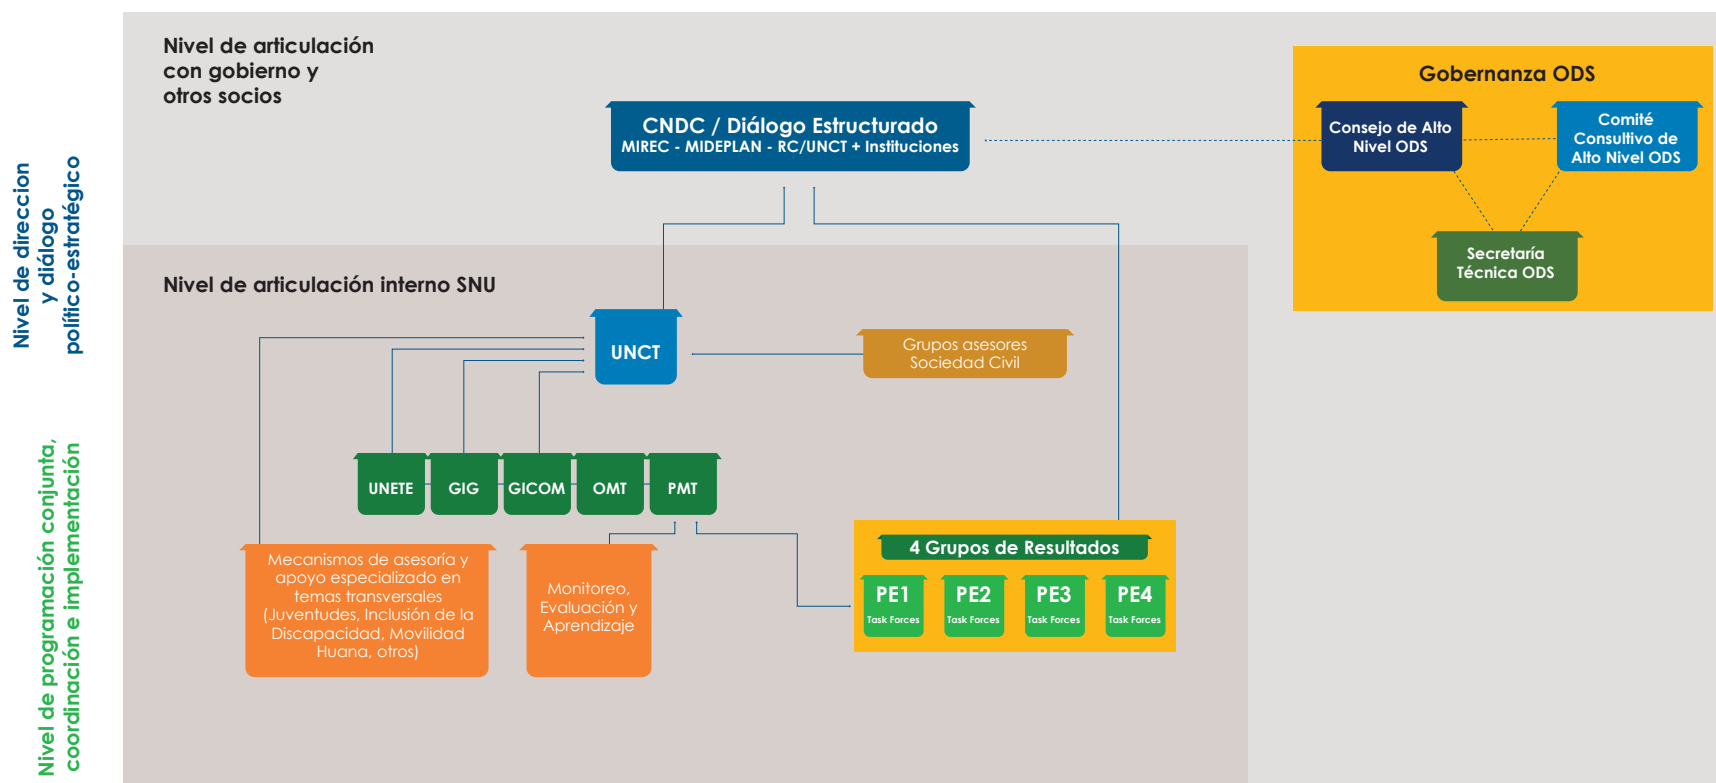 Nivel de articulación
con gobierno y
otros socios
Gobernanza ODS
CNDC / Diálogo Estructurado
MIREC - MIDEPLAN - RC/UNCT + Instituciones
Consejo de Alto
Nivel ODS
Comité
Consultivo de
Alto Nivel ODS
Secretaría
Técnica ODS
Nivel de direccion
y diálogo
político-estratégico
Nivel de articulación interno SNU
UNCT
Grupos asesores
Sociedad Civil
Nivel de programación conjunta,
coordinación e implementación
UNETE
GIG
GICOM
OMT
PMT
Mecanismos de asesoría y
apoyo especializado en
temas transversales
(Juventudes, Inclusión de la
Discapacidad, Movilidad
Huana, otros)
Monitoreo,
Evaluación y
Aprendizaje
4 Grupos de Resultados
PE1
Task Forces
PE2
Task Forces
PE3
Task Forces
PE4
Task Forces